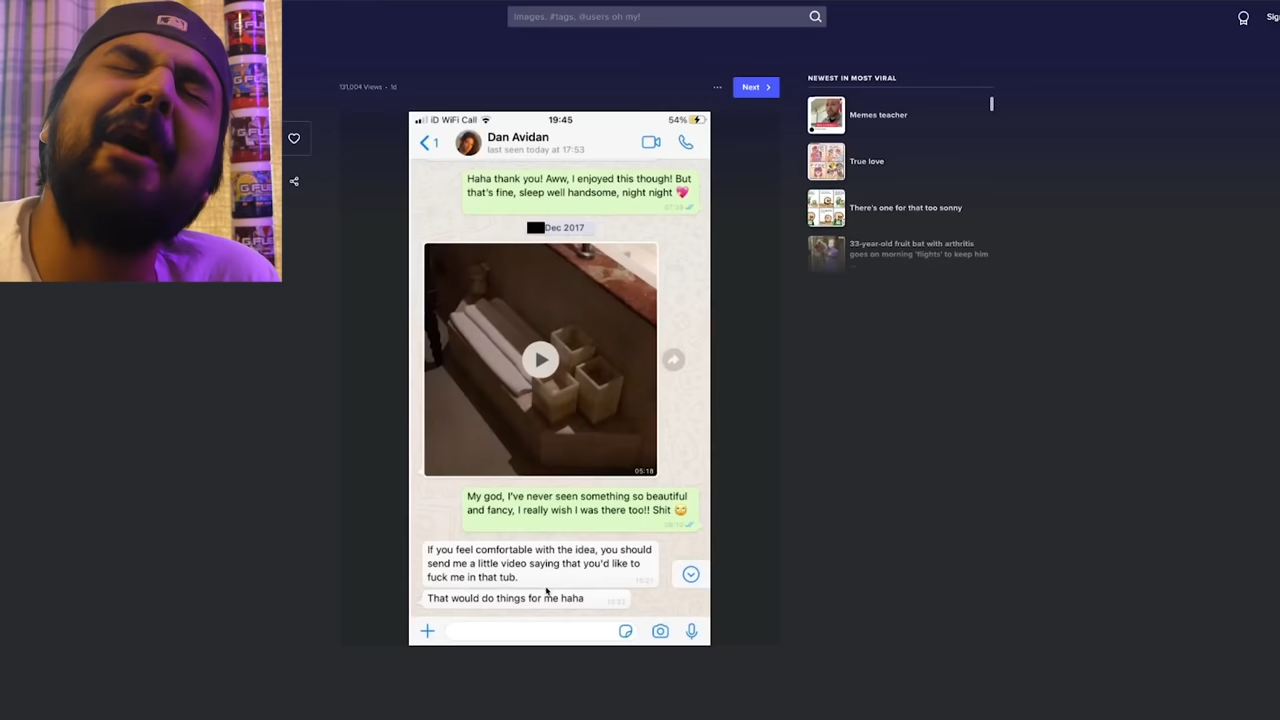 Images, #tags, @users oh my!
Sig
131,004 Views • 1d
...
Next
NEWEST IN MOST VIRAL
Memes teacher
True love
There's one for that too sonny
33-year-old fruit bat with arthritis
goes on morning 'flights' to keep him
iD WiFi Call
19:45
54%
1
Dan Avidan
last seen today at 17:53
Haha thank you! Aww, I enjoyed this though! But
that's fine, sleep well handsome, night night 💖
Dec 2017
05:18
My god, I've never seen something so beautiful
and fancy, I really wish I was there too!! Shit 😊
If you feel comfortable with the idea, you should
send me a little video saying that you'd like to
fuck me in that tub.
That would do things for me haha
G FUEL